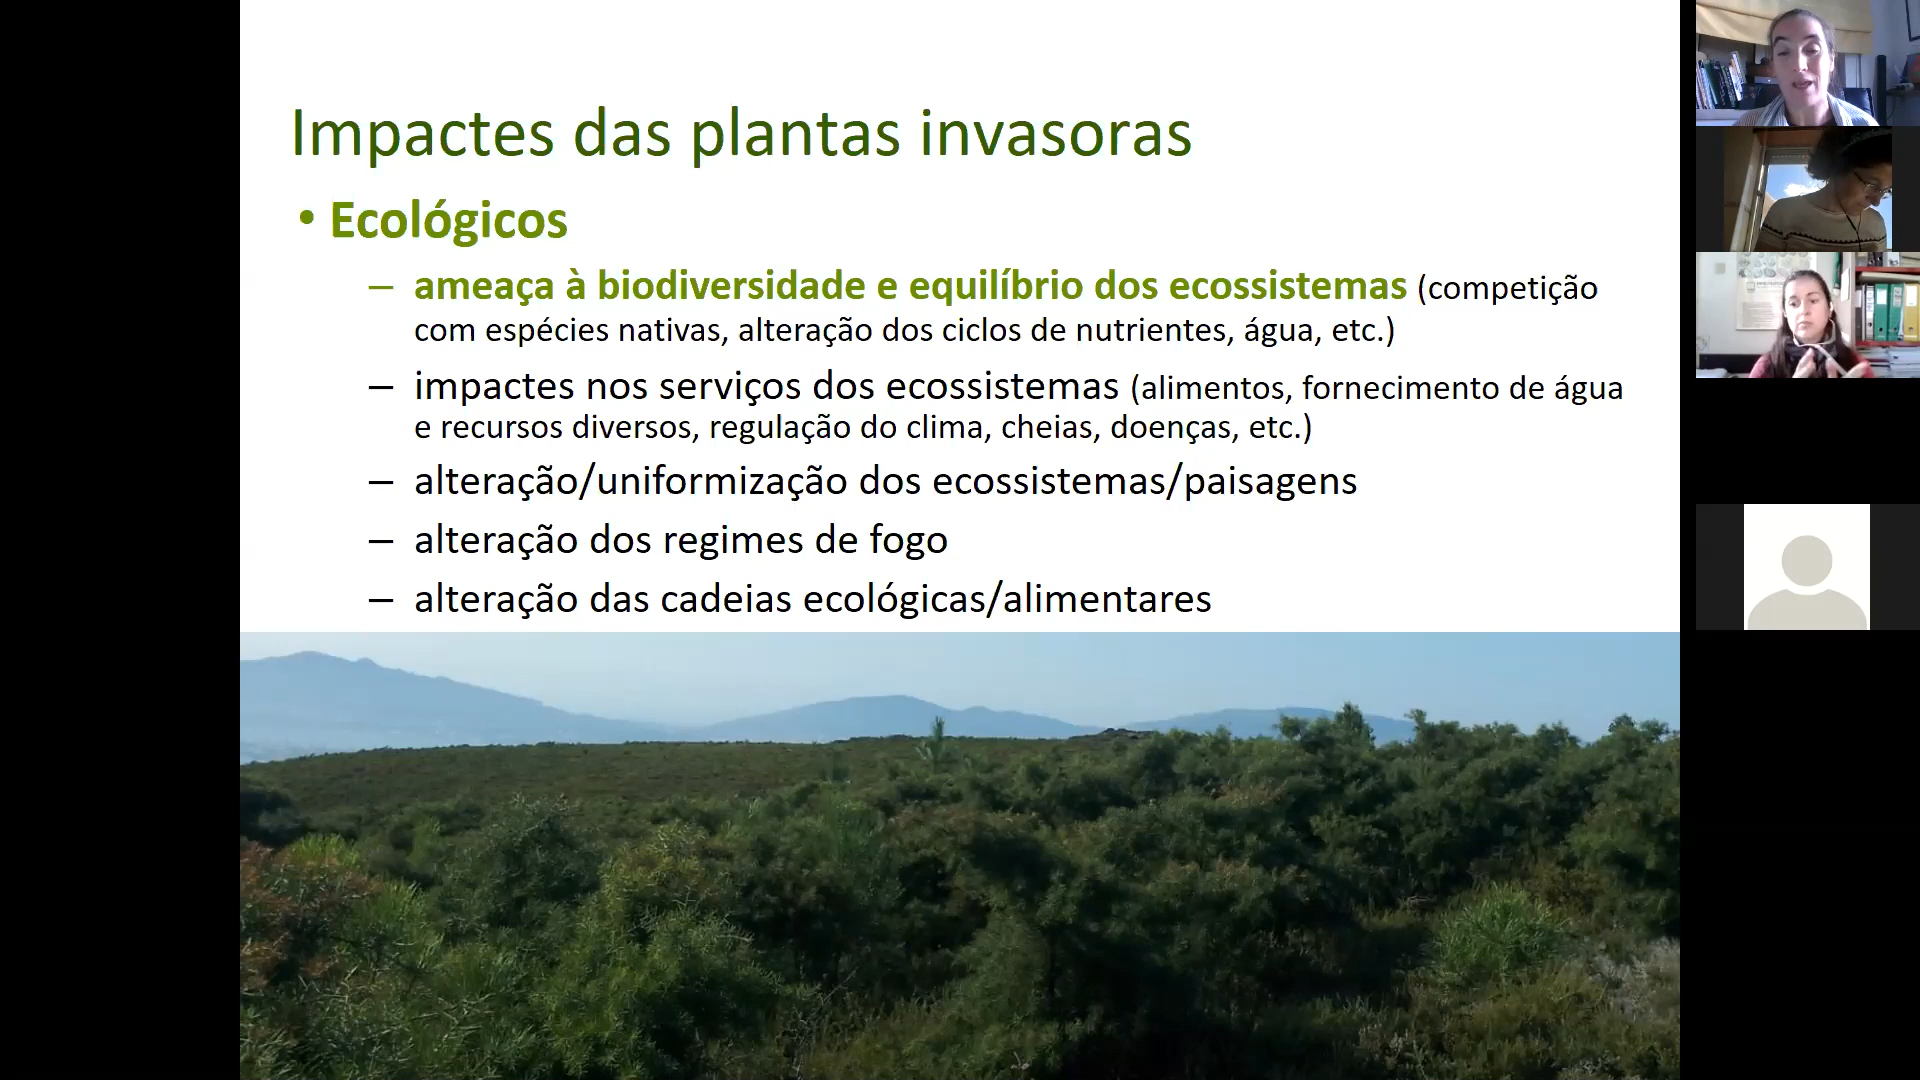 Impactes das plantas invasoras
• Ecológicos
– ameaça à biodiversidade e equilíbrio dos ecossistemas (competição
com espécies nativas, alteração dos ciclos de nutrientes, água, etc.)
– impactes nos serviços dos ecossistemas (alimentos, fornecimento de água
e recursos diversos, regulação do clima, cheias, doenças, etc.)
– alteração/uniformização dos ecossistemas/paisagens
– alteração dos regimes de fogo
– alteração das cadeias ecológicas/alimentares